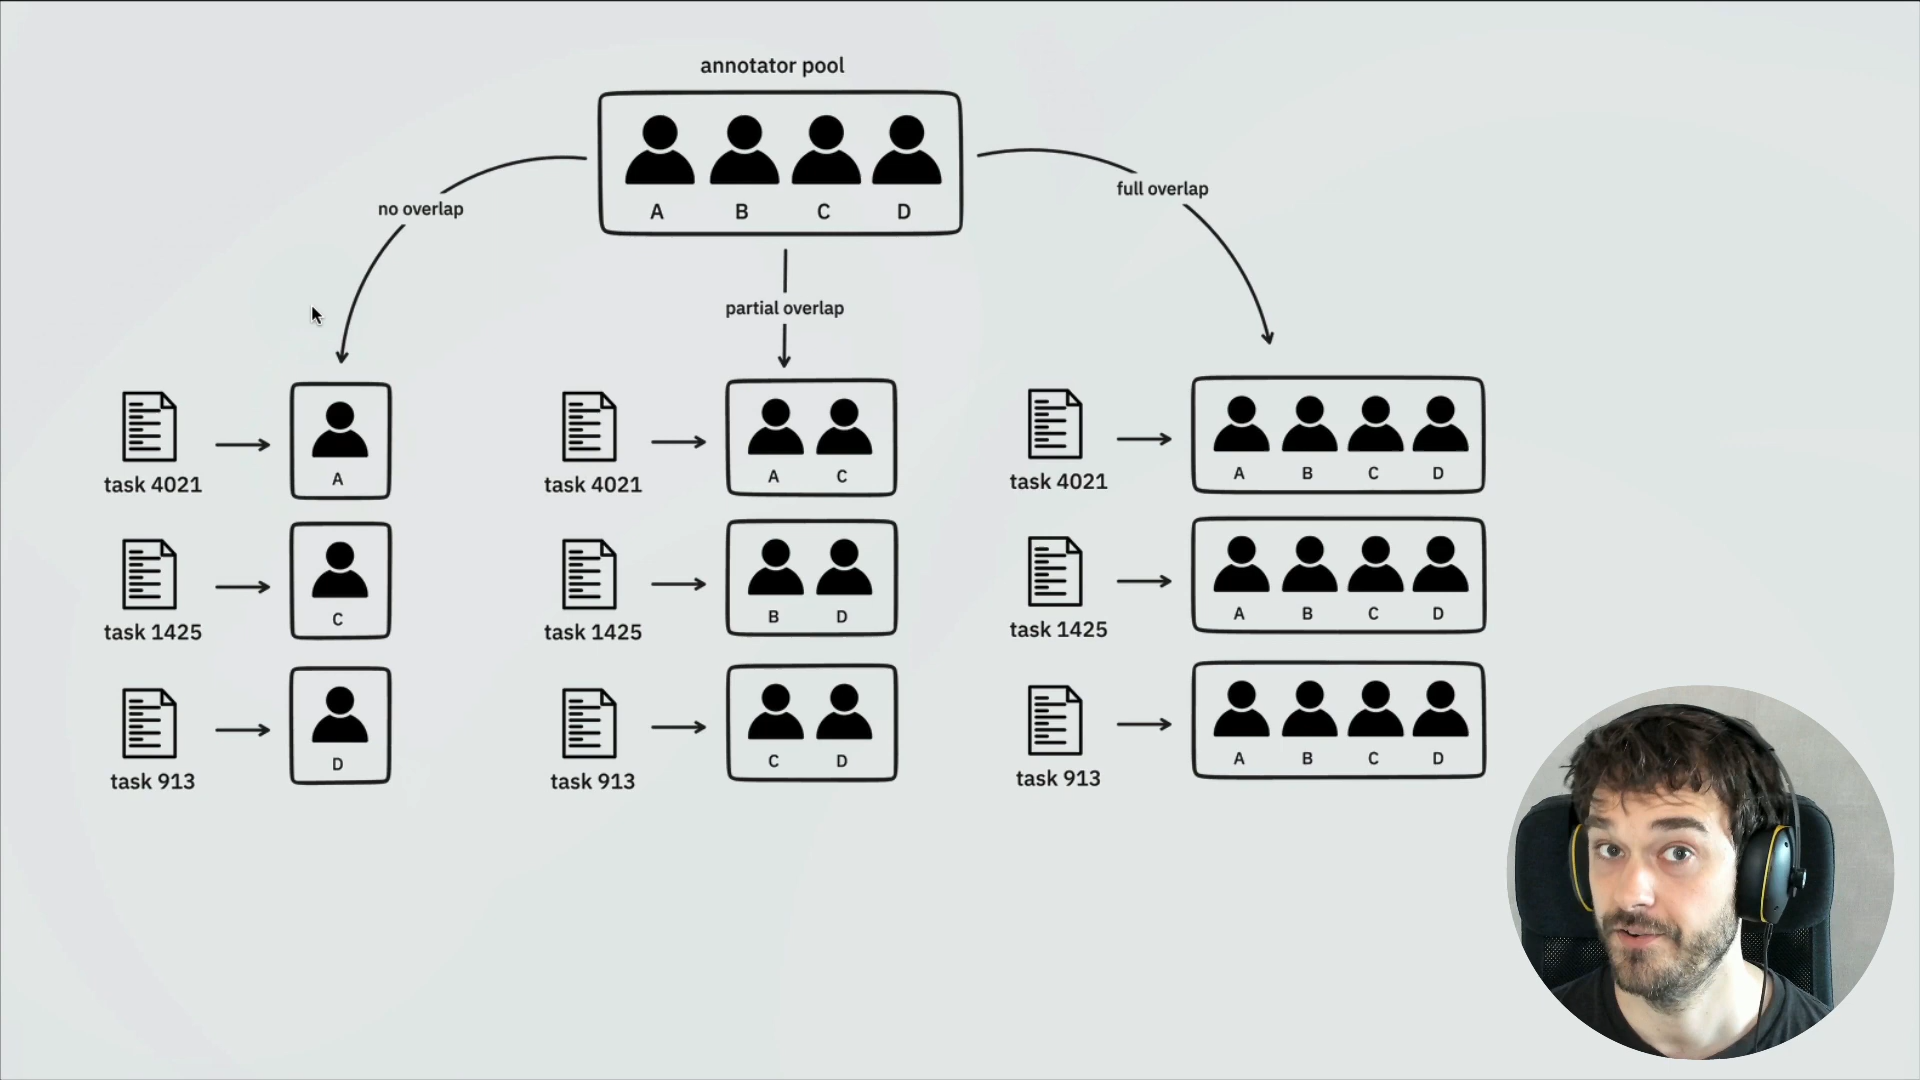 annotator pool
A B C D
no overlap
partial overlap
full overlap
task 4021
A
task 1425
C
task 913
D
task 4021
A C
task 1425
B D
task 913
C D
task 4021
A B C D
task 1425
A B C D
task 913
A B C D